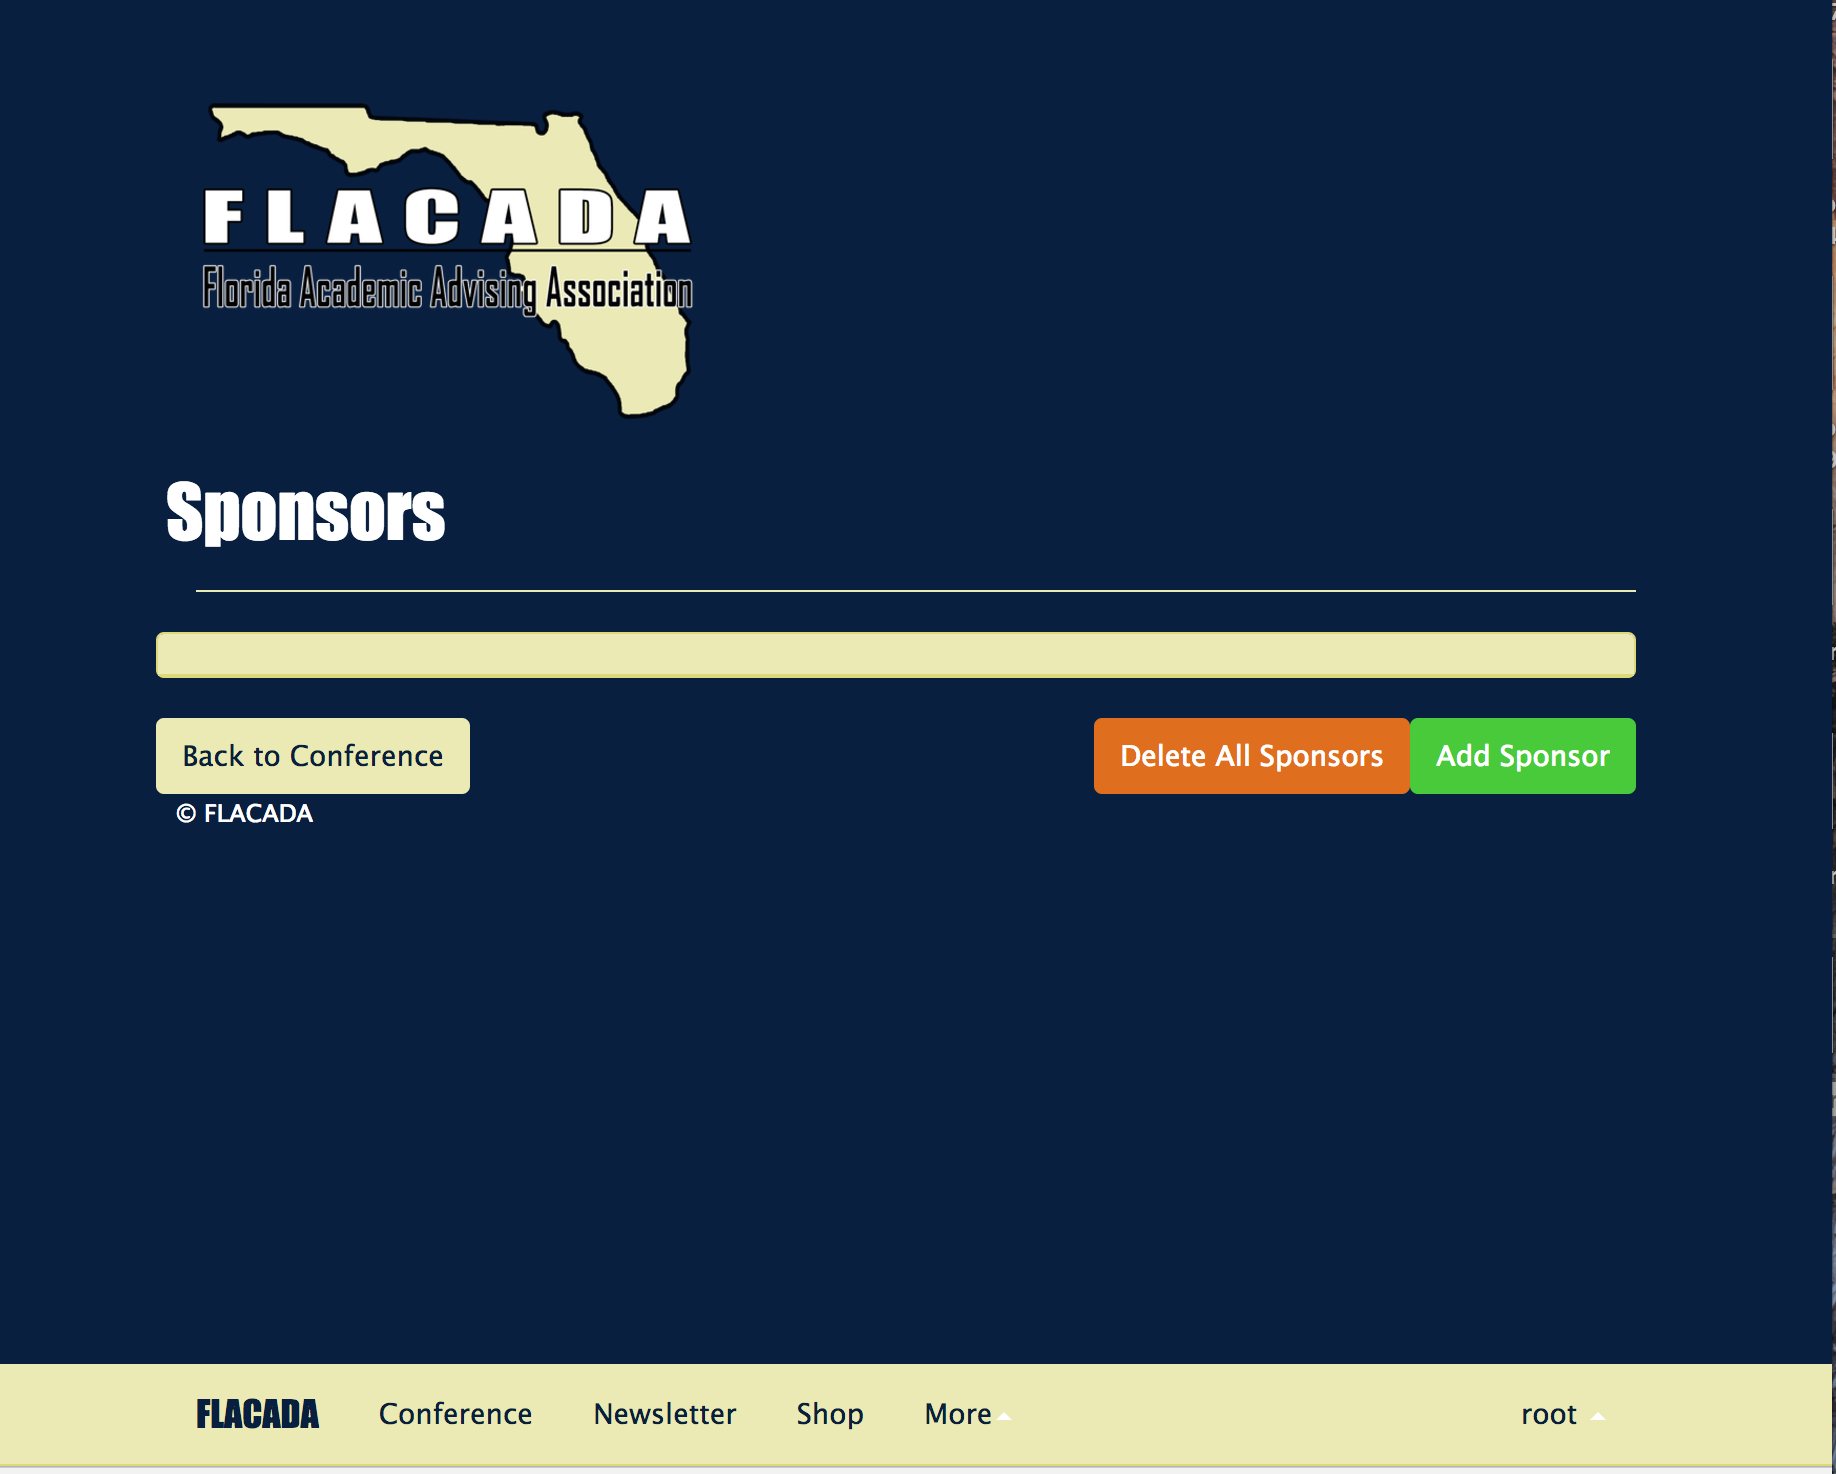 FLACADA
Florida Academic Advising Association
Sponsors
Back to Conference
Delete All Sponsors
Add Sponsor
© FLACADA
FLACADA Conference Newsletter Shop More root